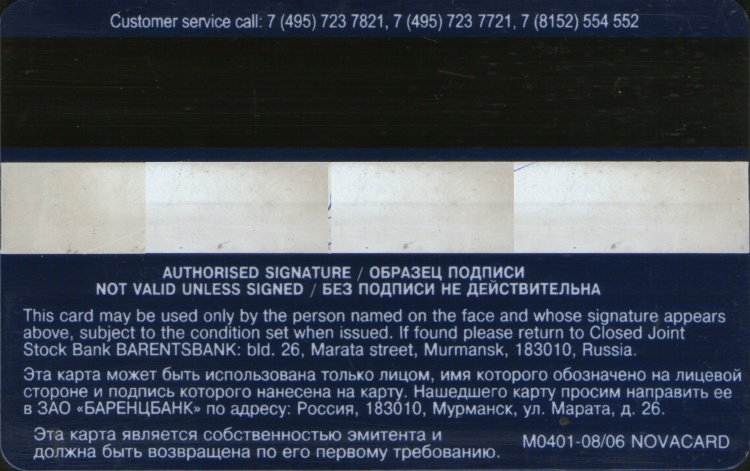 Customer service call: 7 (495) 723 7821, 7 (495) 723 7721, 7 (8152) 554 552
AUTHORISED SIGNATURE / ОБРАЗЕЦ ПОДПИСИ
NOT VALID UNLESS SIGNED / БЕЗ ПОДПИСИ НЕ ДЕЙСТВИТЕЛЬНА
This card may be used only by the person named on the face and whose signature appears
above, subject to the condition set when issued. If found please return to Closed Joint
Stock Bank BARENTSBANK: bld. 26, Marata street, Murmansk, 183010, Russia.
Эта карта может быть использована только лицом, имя которого обозначено на лицевой
стороне и подпись которого нанесена на карту. Нашедшего карту просим направить ее
в ЗАО «БАРЕНЦБАНК» по адресу: Россия, 183010, Мурманск, ул. Марата, д. 26.
Эта карта является собственностью эмитента и
должна быть возвращена по его первому требованию.
M0401-08/06 NOVACARD